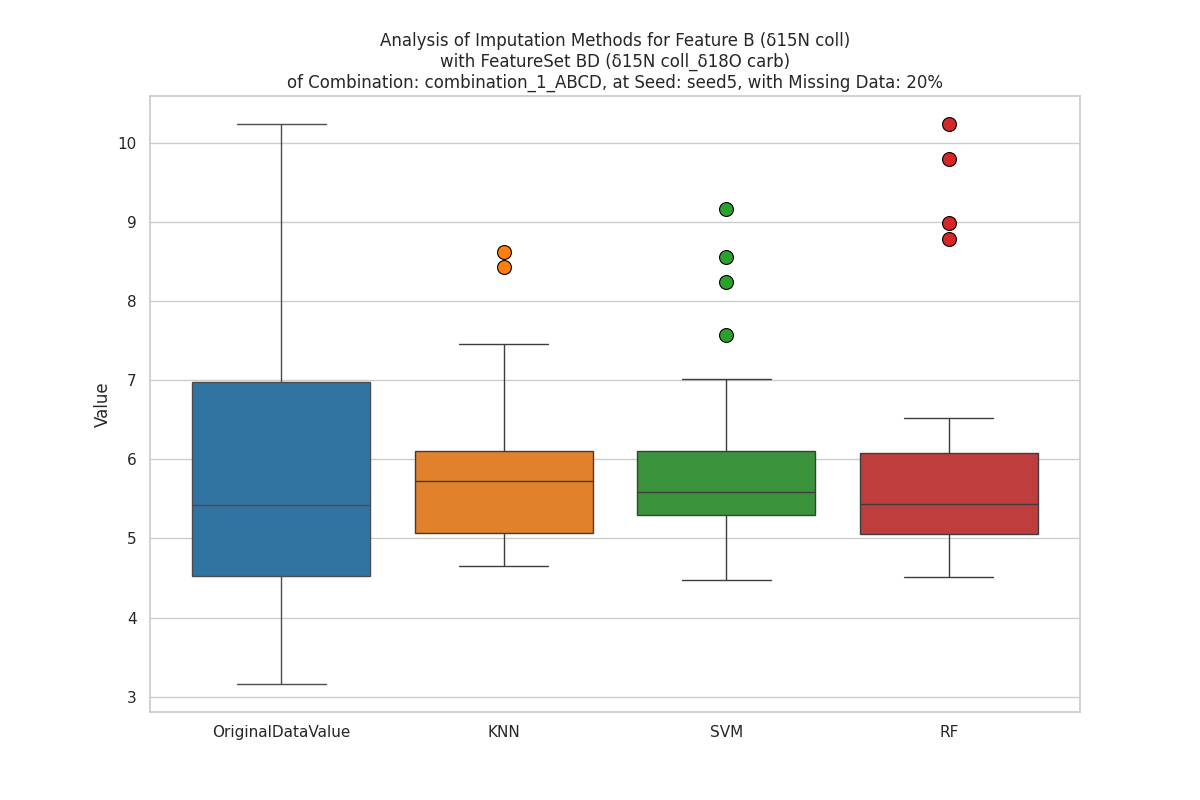 Analysis of Imputation Methods for Feature B (δ15N coll)
with FeatureSet BD (δ15N coll_δ18O carb)
of Combination: combination_1_ABCD, at Seed: seed5, with Missing Data: 20%
10
9
8
7
6
5
4
3
Value
OriginalDataValue
KNN
SVM
RF